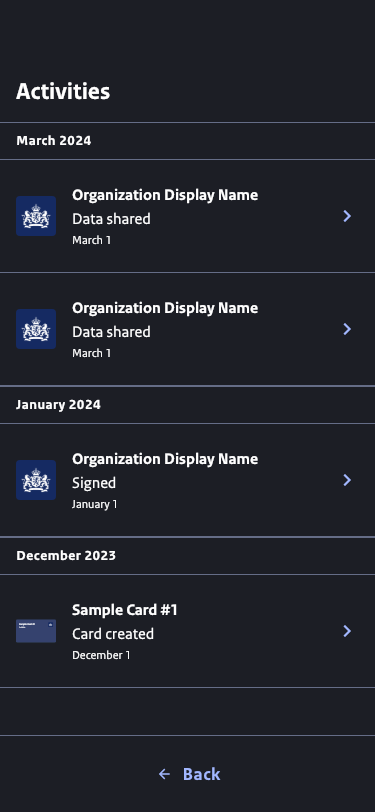 Activities
March 2024
Organization Display Name
Data shared
March 1
Organization Display Name
Data shared
March 1
January 2024
Organization Display Name
Signed
January 1
December 2023
Sample Card #1
Card created
December 1
Back